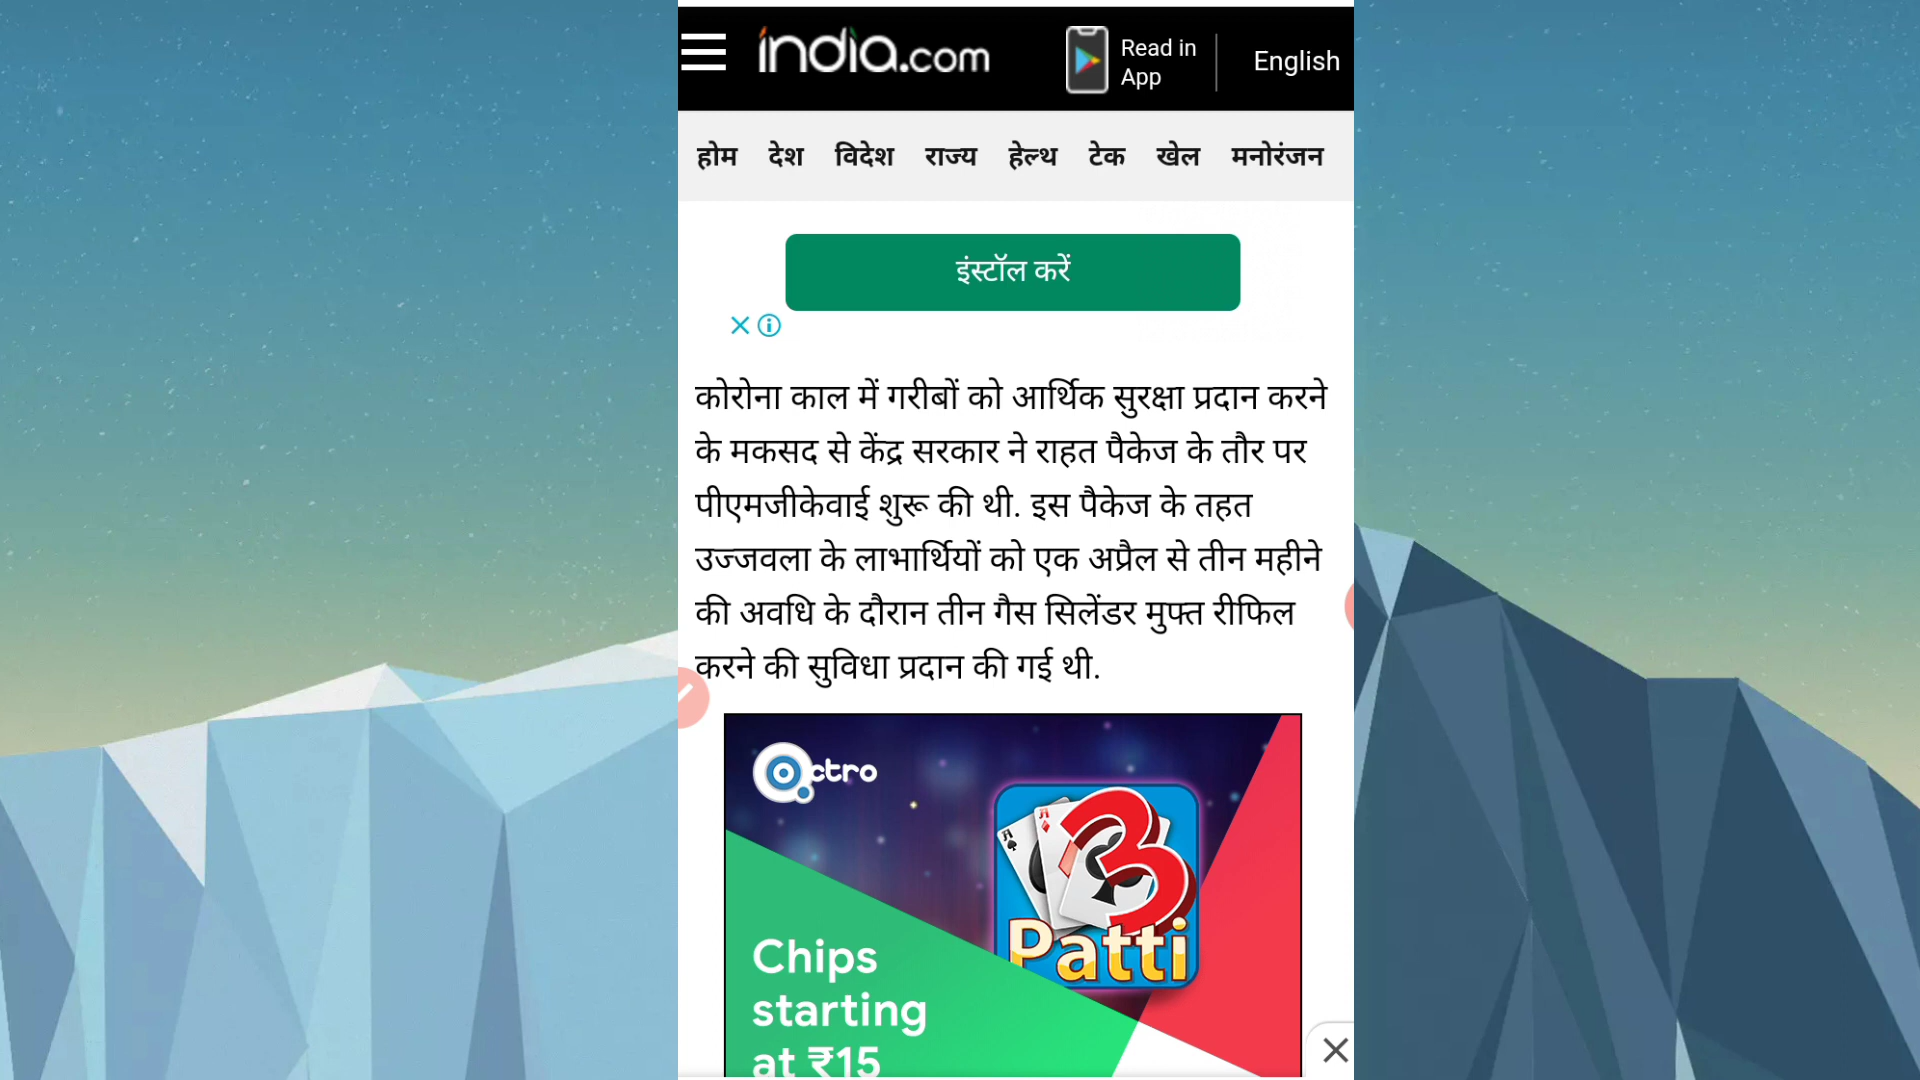 india.com
Read in
App
English
होम देश विदेश राज्य हेल्थ टेक खेल मनोरंजन
इंस्टॉल करें
कोरोना काल में गरीबों को आर्थिक सुरक्षा प्रदान करने
के मकसद से केंद्र सरकार ने राहत पैकेज के तौर पर
पीएमजीकेवाई शुरू की थी. इस पैकेज के तहत
उज्जवला के लाभार्थियों को एक अप्रैल से तीन महीने
की अवधि के दौरान तीन गैस सिलेंडर मुफ्त रीफिल
करने की सुविधा प्रदान की गई थी.
Octro
3
Patti
Chips
starting
at ₹15